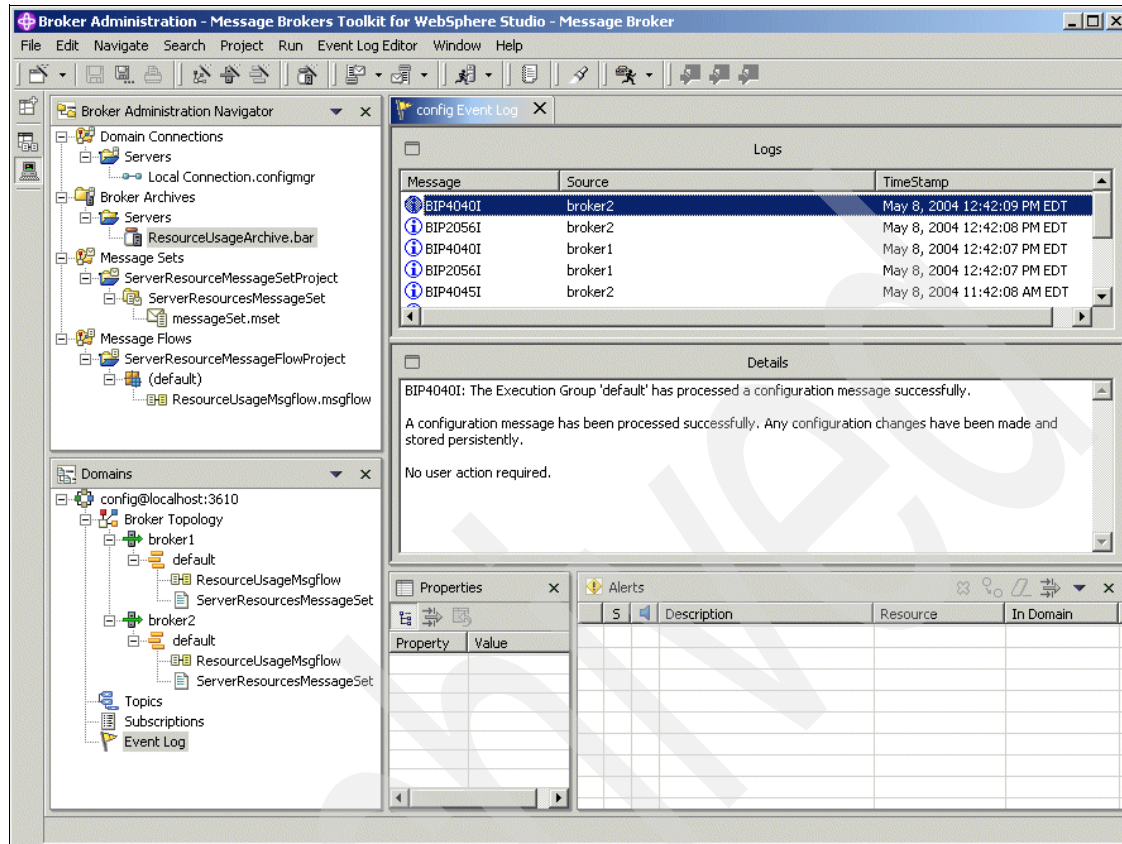 Broker Administration - Message Brokers Toolkit for WebSphere Studio - Message Broker
File Edit Navigate Search Project Run Event Log Editor Window Help
Broker Administration Navigator
Domain Connections
Servers
Local Connection.configmgr
Broker Archives
Servers
ResourceUsageArchive.bar
Message Sets
ServerResourceMessageSetProject
ServerResourcesMessageSet
messageSet.mset
Message Flows
ServerResourceMessageFlowProject
(default)
ResourceUsageMsgflow.msgflow
Domains
config@localhost:3610
Broker Topology
broker1
default
ResourceUsageMsgflow
ServerResourcesMessageSet
broker2
default
ResourceUsageMsgflow
ServerResourcesMessageSet
Topics
Subscriptions
Event Log
config Event Log
Logs
Message Source TimeStamp
BIP4040I broker2 May 8, 2004 12:42:09 PM EDT
BIP2056I broker2 May 8, 2004 12:42:08 PM EDT
BIP4040I broker1 May 8, 2004 12:42:07 PM EDT
BIP2056I broker1 May 8, 2004 12:42:07 PM EDT
BIP4045I broker2 May 8, 2004 11:42:08 AM EDT
Details
BIP4040I: The Execution Group 'default' has processed a configuration message successfully.
A configuration message has been processed successfully. Any configuration changes have been made and
stored persistently.
No user action required.
Properties
Property Value
Alerts
S Description Resource In Domain